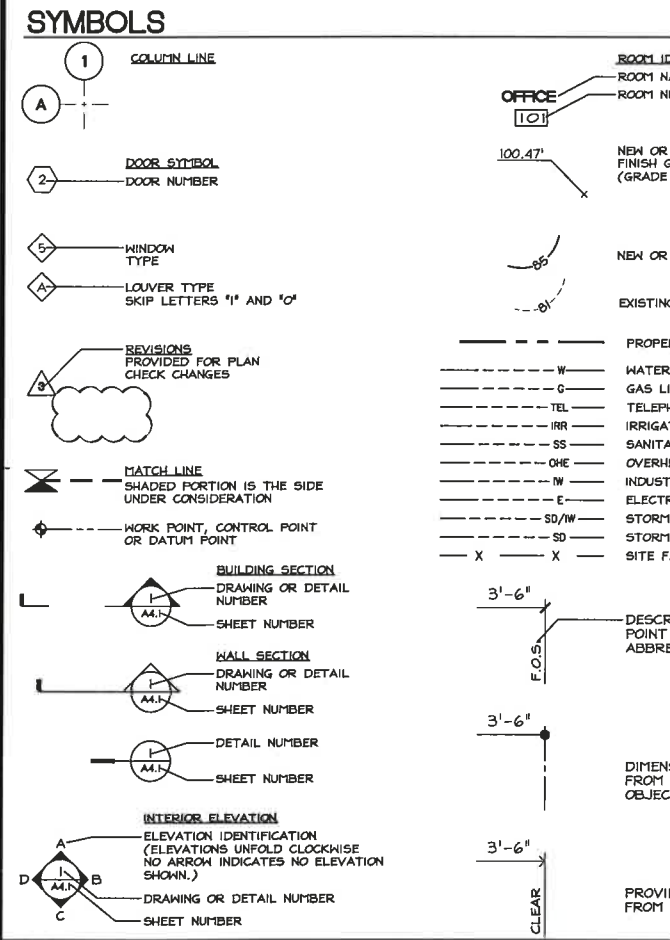 SYMBOLS
1
COLUMN LINE
A
DOOR SYMBOL
2
DOOR NUMBER
5
WINDOW
TYPE
A
LOUVER TYPE
SKIP LETTERS "I" AND "O"
REVISIONS
PROVIDED FOR PLAN
CHECK CHANGES
3
MATCH LINE
SHADED PORTION IS THE SIDE
UNDER CONSIDERATION
WORK POINT, CONTROL POINT
OR DATUM POINT
BUILDING SECTION
DRAWING OR DETAIL
NUMBER
1
A4.1
SHEET NUMBER
WALL SECTION
DRAWING OR DETAIL
NUMBER
1
A4.1
SHEET NUMBER
DETAIL NUMBER
1
A4.1
SHEET NUMBER
INTERIOR ELEVATION
ELEVATION IDENTIFICATION
(ELEVATIONS UNFOLD CLOCKWISE
NO ARROW INDICATES NO ELEVATION
SHOWN.)
A
D
1
B
A4.1
C
DRAWING OR DETAIL NUMBER
SHEET NUMBER
ROOM ID
ROOM NA
OFFICE
ROOM N
101
100.47'
NEW OR
FINISH G
(GRADE
85
NEW OR
81
EXISTING
PROPE
W
WATER
G
GAS LI
TEL
TELEPH
IRR
IRRIGA
SS
SANITA
OHE
OVERHE
IW
INDUST
E
ELECTR
SD/IW
STORM
SD
STORM
X X
SITE F
3'-6"
F.O.S.
DESCR
POINT
ABBRE
3'-6"
DIMENS
FROM
OBJEC
3'-6"
CLEAR
PROVI
FROM